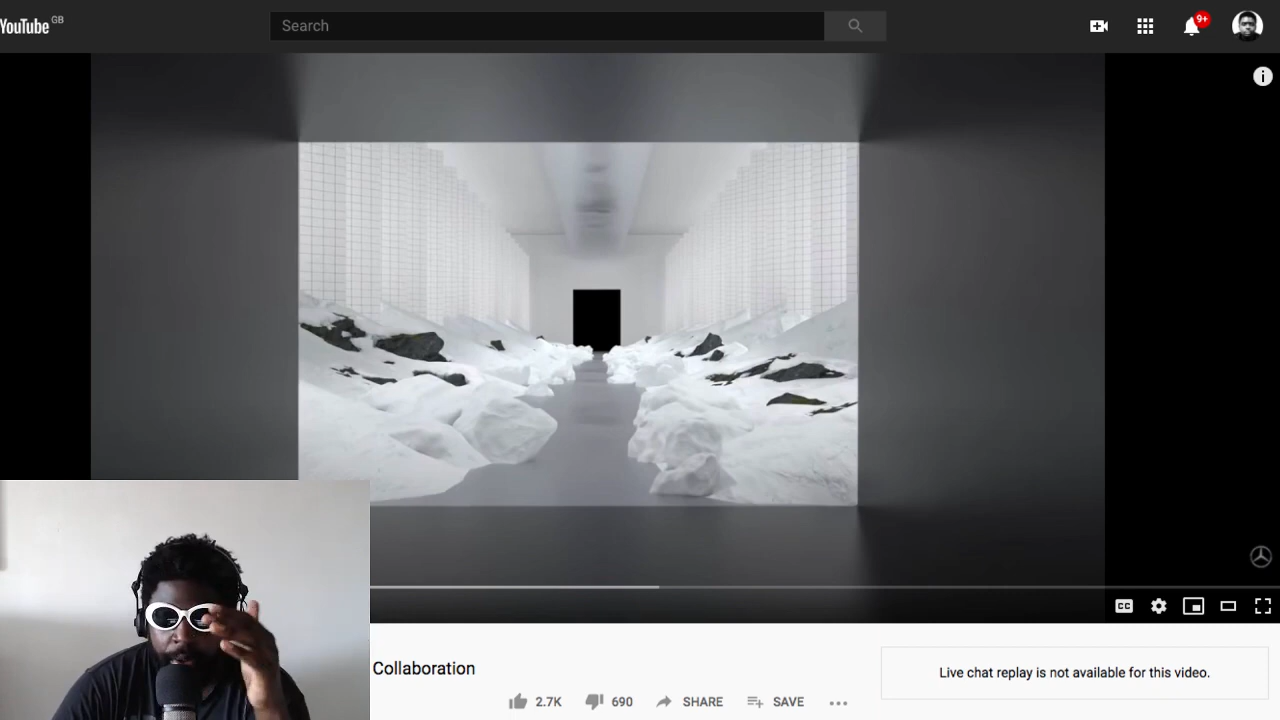 YouTube GB
Search
9+
i
CC
Collaboration
Live chat replay is not available for this video.
2.7K
690
SHARE
SAVE